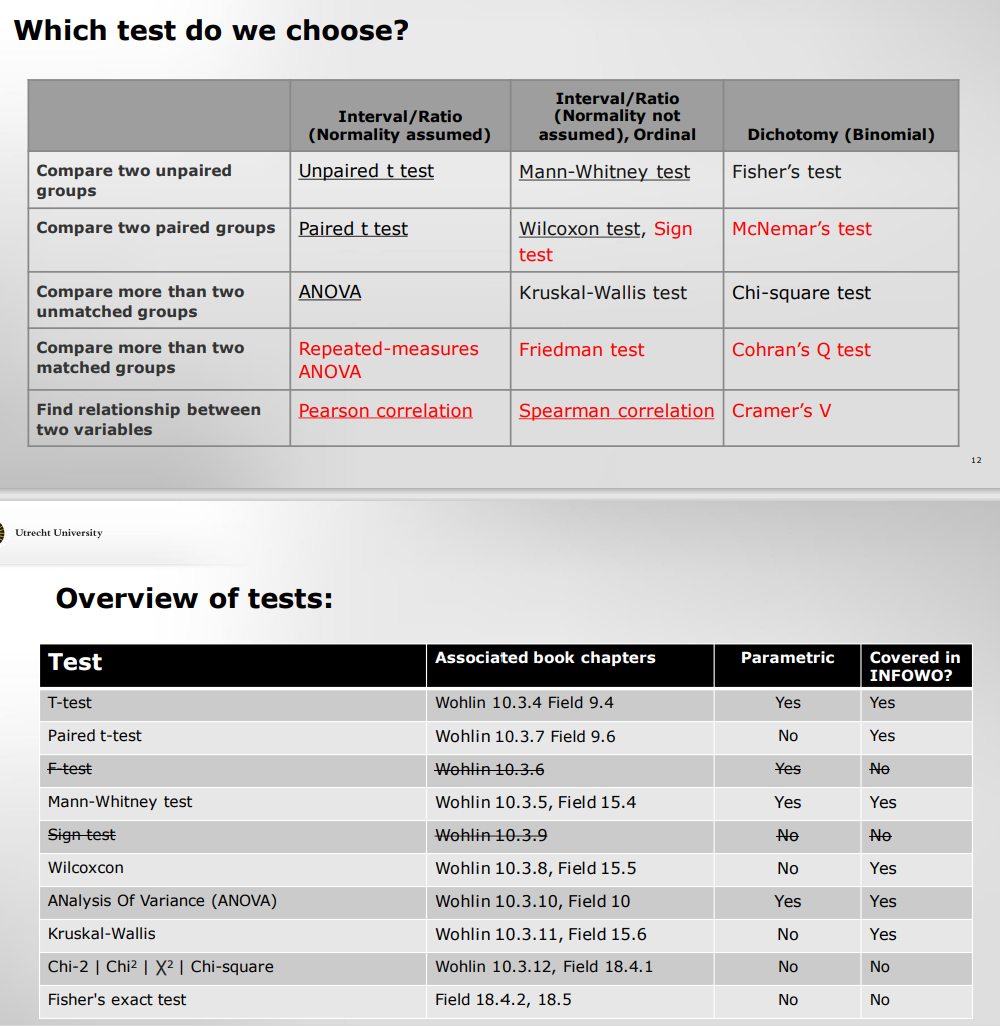 Which test do we choose?
Interval/Ratio
(Normality assumed)
Interval/Ratio
(Normality not
assumed), Ordinal
Dichotomy (Binomial)
Compare two unpaired
groups
Unpaired t test
Mann-Whitney test
Fisher’s test
Compare two paired groups
Paired t test
Wilcoxon test, Sign
test
McNemar’s test
Compare more than two
unmatched groups
ANOVA
Kruskal-Wallis test
Chi-square test
Compare more than two
matched groups
Repeated-measures
ANOVA
Friedman test
Cohran’s Q test
Find relationship between
two variables
Pearson correlation
Spearman correlation
Cramer’s V
12
Utrecht University
Overview of tests:
Test
Associated book chapters
Parametric
Covered in
INFOWO?
T-test
Wohlin 10.3.4 Field 9.4
Yes
Yes
Paired t-test
Wohlin 10.3.7 Field 9.6
No
Yes
F-test
Wohlin 10.3.6
Yes
No
Mann-Whitney test
Wohlin 10.3.5, Field 15.4
Yes
Yes
Sign test
Wohlin 10.3.9
No
No
Wilcoxcon
Wohlin 10.3.8, Field 15.5
No
Yes
ANalysis Of Variance (ANOVA)
Wohlin 10.3.10, Field 10
Yes
Yes
Kruskal-Wallis
Wohlin 10.3.11, Field 15.6
No
Yes
Chi-2 | Chi² | χ² | Chi-square
Wohlin 10.3.12, Field 18.4.1
No
No
Fisher's exact test
Field 18.4.2, 18.5
No
No